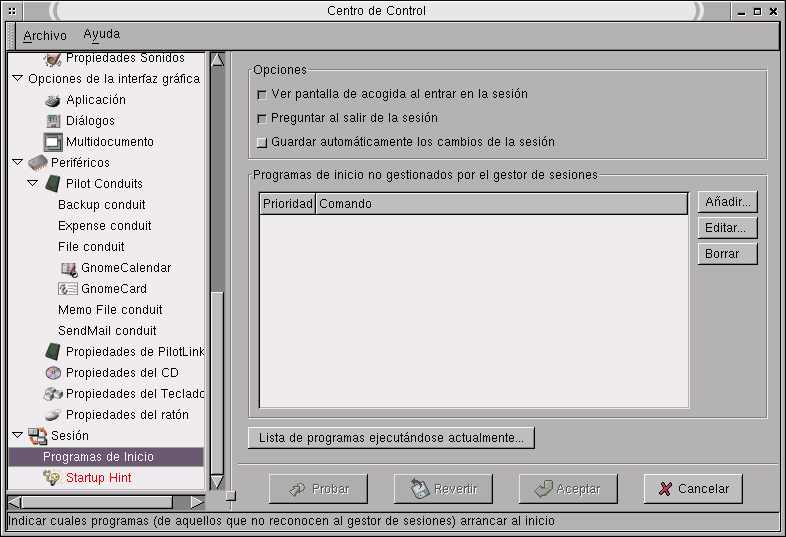 Centro de Control
Archivo Ayuda
Propiedades Sonidos
Opciones de la interfaz gráfica
Aplicación
Diálogos
Multidocumento
Periféricos
Pilot Conduits
Backup conduit
Expense conduit
File conduit
GnomeCalendar
GnomeCard
Memo File conduit
SendMail conduit
Propiedades de PilotLink
Propiedades del CD
Propiedades del Teclado
Propiedades del ratón
Sesión
Programas de Inicio
Startup Hint
Opciones
Ver pantalla de acogida al entrar en la sesión
Preguntar al salir de la sesión
Guardar automáticamente los cambios de la sesión
Programas de inicio no gestionados por el gestor de sesiones
Prioridad Comando
Añadir...
Editar...
Borrar
Lista de programas ejecutándose actualmente...
Probar Revertir Aceptar Cancelar
Indicar cuales programas (de aquellos que no reconocen al gestor de sesiones) arrancar al inicio